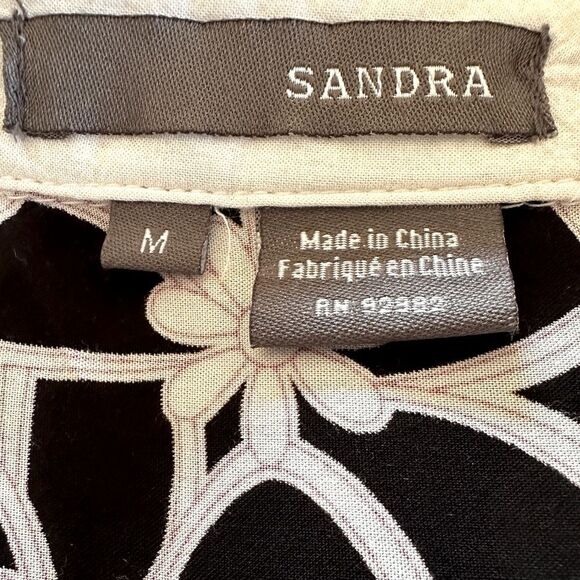 SANDRA
M
Made in China
Fabriqué en Chine
RN 92982